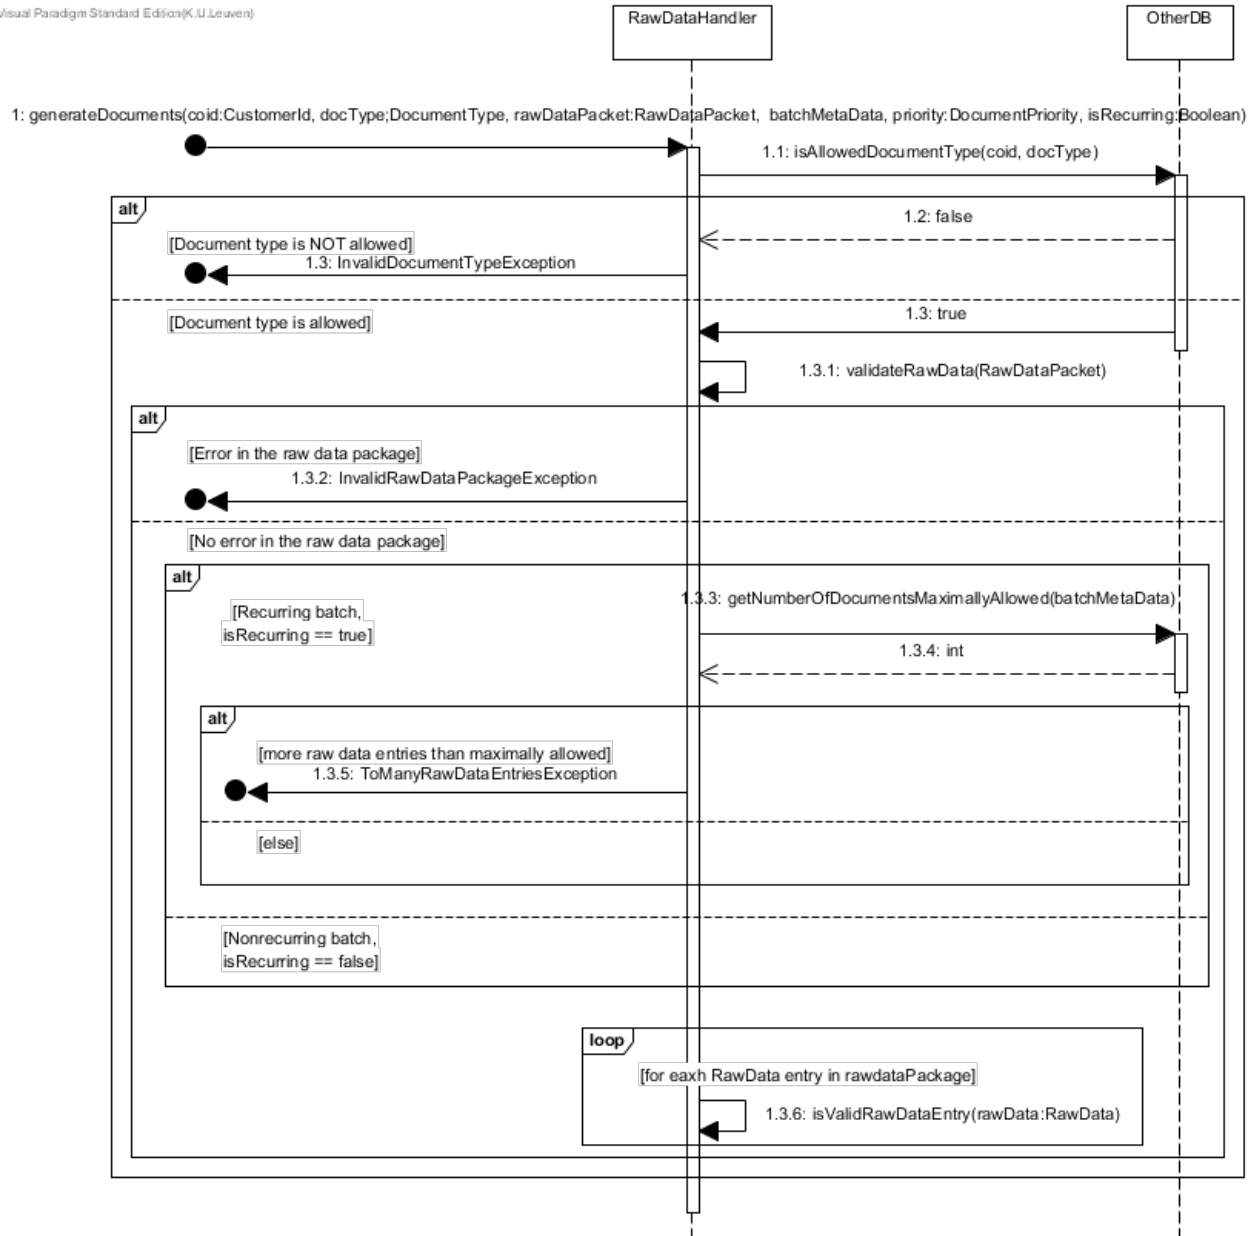 Visual Paradigm Standard Edition(K.U.Leuven)
RawDataHandler
OtherDB
1: generateDocuments(coid:CustomerId, docType;DocumentType, rawDataPacket:RawDataPacket, batchMetaData, priority:DocumentPriority, isRecurring:Boolean)
1.1: isAllowedDocumentType(coid, docType)
alt
1.2: false
[Document type is NOT allowed]
1.3: InvalidDocumentTypeException
1.3: true
[Document type is allowed]
1.3.1: validateRawData(RawDataPacket)
alt
[Error in the raw data package]
1.3.2: InvalidRawDataPackageException
[No error in the raw data package]
alt
1.3.3: getNumberOfDocumentsMaximallyAllowed(batchMetaData)
[Recurring batch,
isRecurring == true]
1.3.4: int
alt
[more raw data entries than maximally allowed]
1.3.5: ToManyRawDataEntriesException
[else]
[Nonrecurring batch,
isRecurring == false]
loop
[for eaxh RawData entry in rawdataPackage]
1.3.6: isValidRawDataEntry(rawData:RawData)